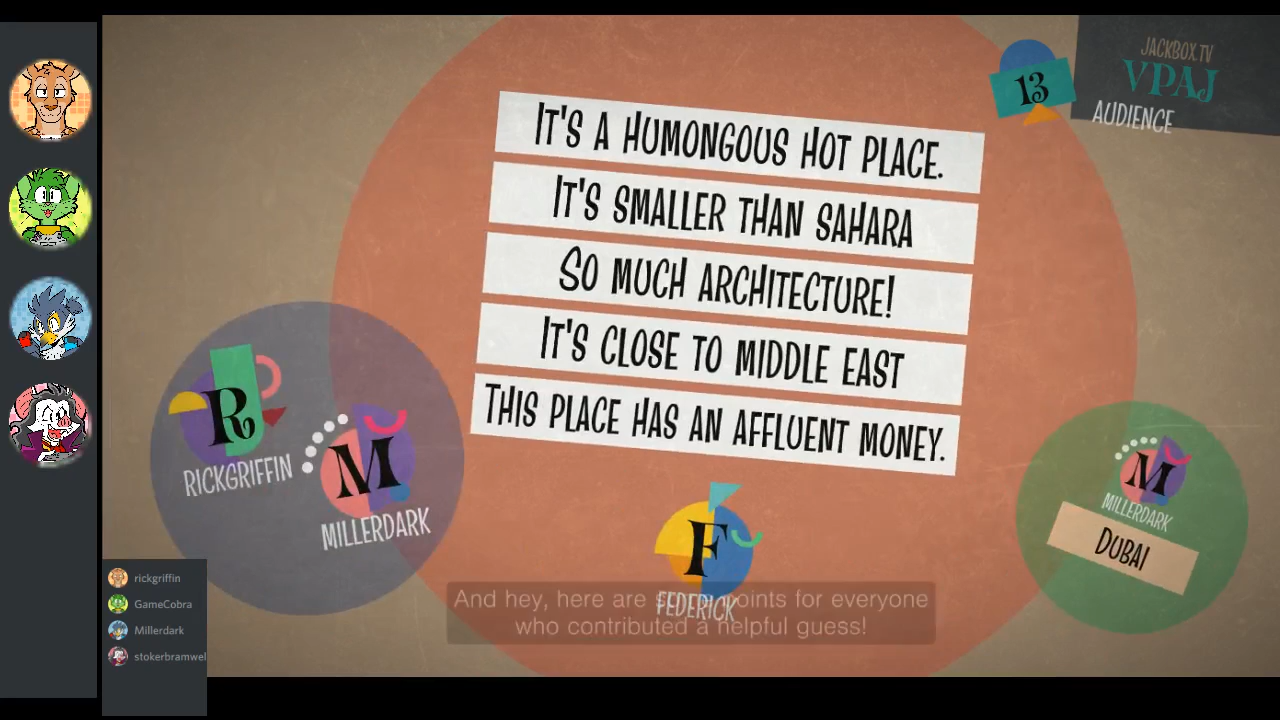 JACKBOX.TV
VPAJ
13
AUDIENCE
IT'S A HUMONGOUS HOT PLACE.
IT'S SMALLER THAN SAHARA
SO MUCH ARCHITECTURE!
IT'S CLOSE TO MIDDLE EAST
THIS PLACE HAS AN AFFLUENT MONEY.
R
RICKGRIFFIN
M
MILLERDARK
M
MILLERDARK
DUBAI
F
FEDERICK
And hey, here are points for everyone
who contributed a helpful guess!
rickgriffin
GameCobra
Millerdark
stokerbramwel